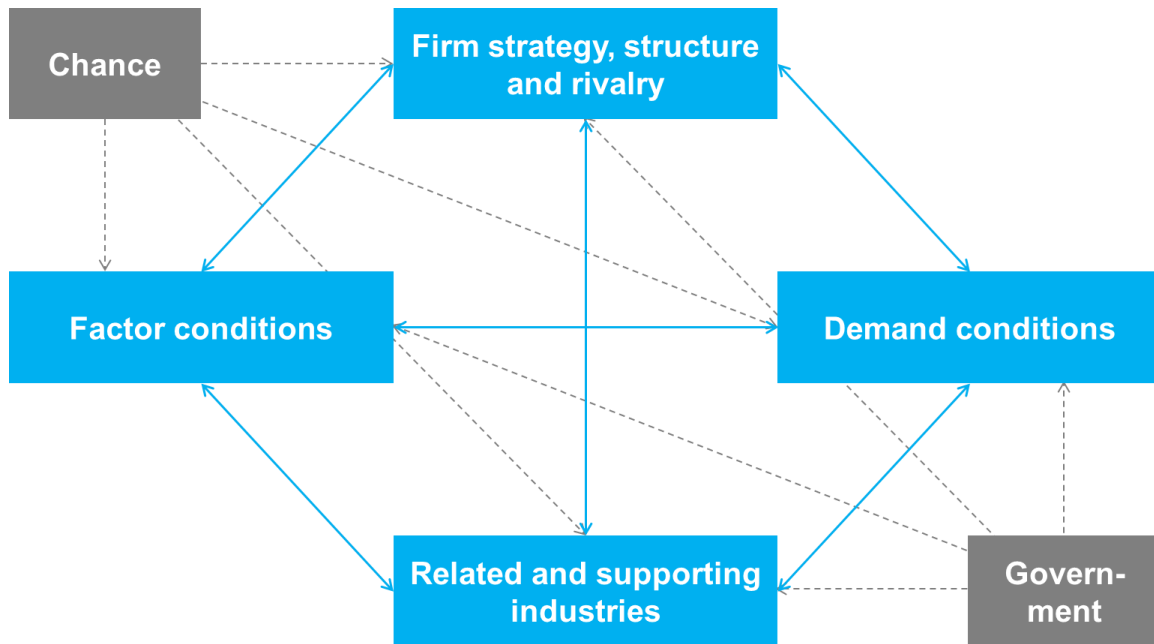 Chance
Firm strategy, structure
and rivalry
Factor conditions
Demand conditions
Related and supporting
industries
Govern-
ment